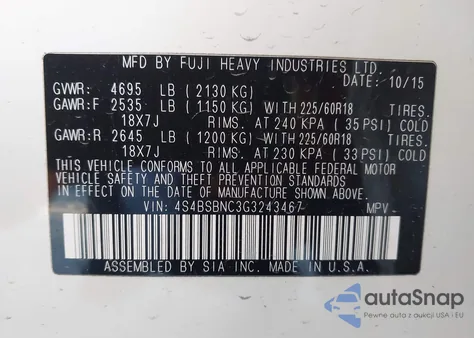 MFD BY FUJI HEAVY INDUSTRIES LTD.
DATE: 10/15
GVWR: 4695 LB ( 2130 KG)
GAWR:F 2535 LB ( 1150 KG) WITH 225/60R18 TIRES.
18X7J RIMS. AT 240 KPA ( 35 PSI) COLD
GAWR:R 2645 LB ( 1200 KG) WITH 225/60R18 TIRES.
18X7J RIMS. AT 230 KPA ( 33 PSI) COLD
THIS VEHICLE CONFORMS TO ALL APPLICABLE FEDERAL MOTOR
VEHICLE SAFETY AND THEFT PREVENTION STANDARDS
IN EFFECT ON THE DATE OF MANUFACTURE SHOWN ABOVE.
VIN: 4S4BSBNC3G3243467 MPV
ASSEMBLED BY SIA INC. MADE IN U.S.A.
autoSnap
Pewne auta z aukcji USA i EU